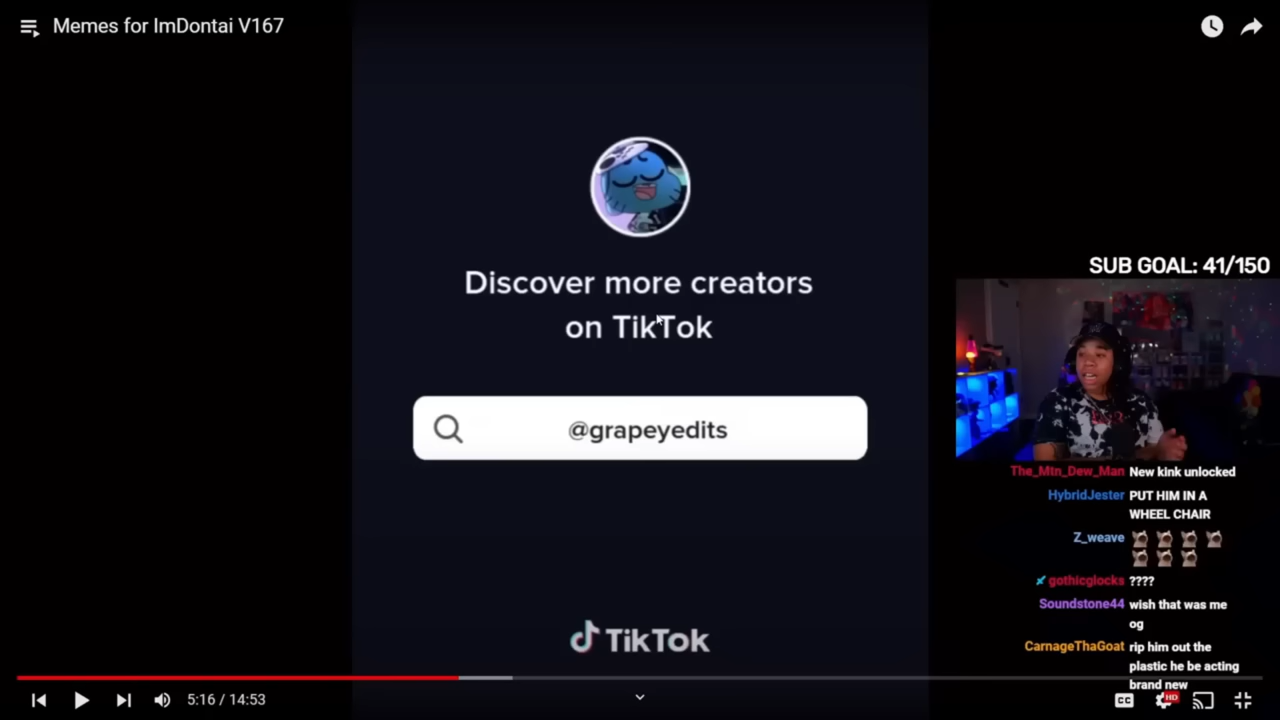 Memes for ImDontai V167
Discover more creators
on TikTok
@grapeyedits
TikTok
SUB GOAL: 41/150
The_Mtn_Dew_Man New kink unlocked
HybridJester PUT HIM IN A
WHEEL CHAIR
Z_weave
gothicglocks ????
Soundstone44 wish that was me
og
CarnageThaGoat rip him out the
plastic he be acting
brand new
5:16 / 14:53
CC
HD